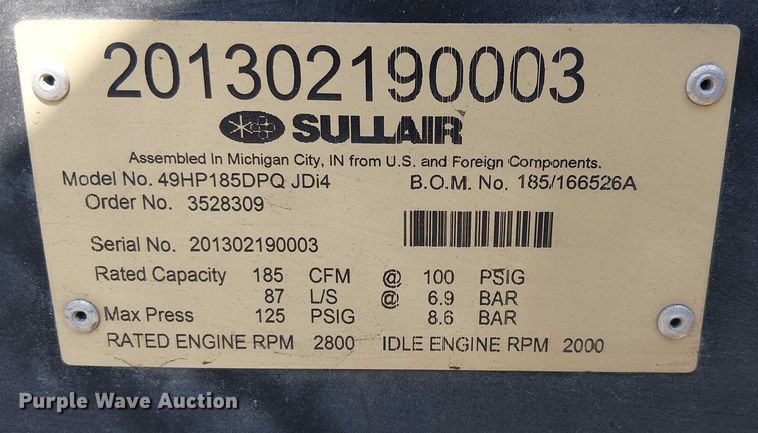 201302190003
SULLAIR
Assembled In Michigan City, IN from U.S. and Foreign Components.
Model No. 49HP185DPQ JDi4 B.O.M. No. 185/166526A
Order No. 3528309
Serial No. 201302190003
Rated Capacity 185 CFM @ 100 PSIG
87 L/S @ 6.9 BAR
Max Press 125 PSIG 8.6 BAR
RATED ENGINE RPM 2800 IDLE ENGINE RPM 2000
Purple Wave Auction